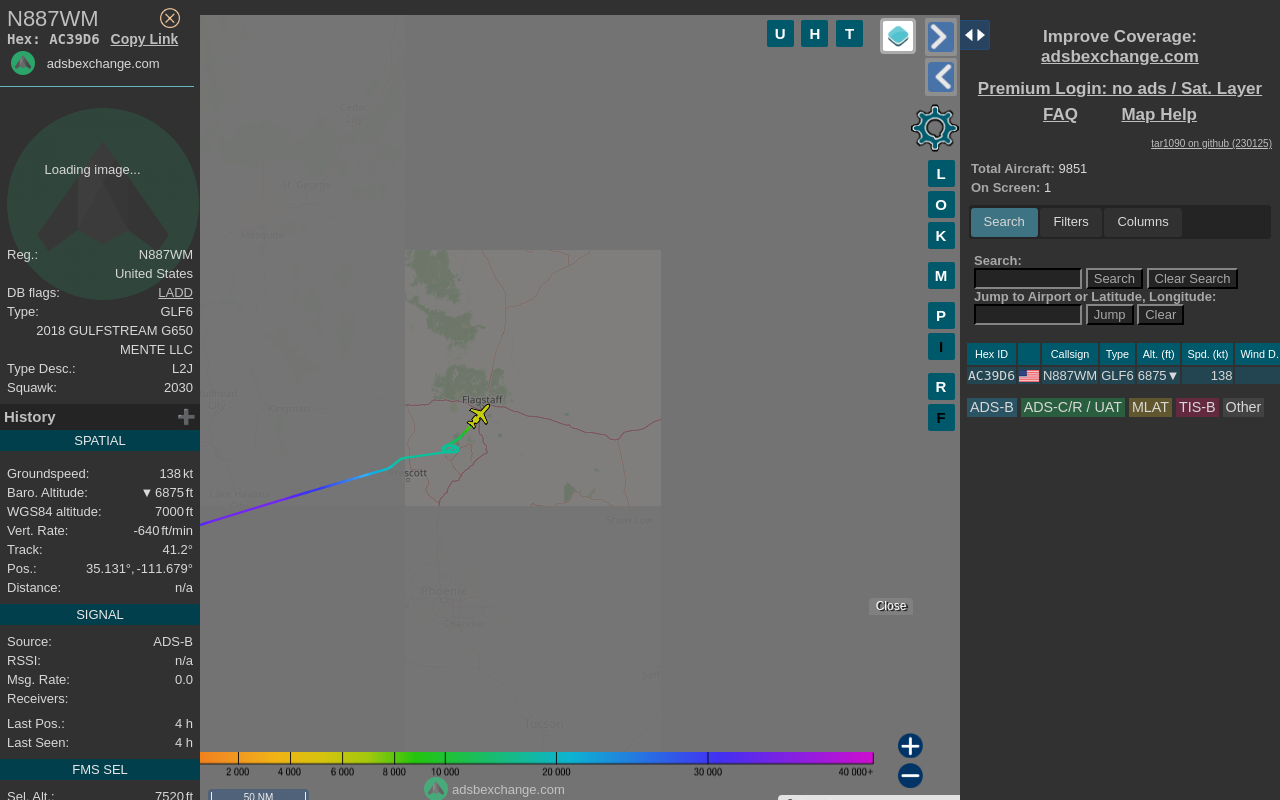 N887WM
Hex: AC39D6 Copy Link
adsbexchange.com
Loading image...
Reg.: N887WM
United States
DB flags: LADD
Type: GLF6
2018 GULFSTREAM G650
MENTE LLC
Type Desc.: L2J
Squawk: 2030
History
SPATIAL
Groundspeed: 138 kt
Baro. Altitude: ▼ 6875 ft
WGS84 altitude: 7000 ft
Vert. Rate: -640 ft/min
Track: 41.2°
Pos.: 35.131°, -111.679°
Distance: n/a
SIGNAL
Source: ADS-B
RSSI: n/a
Msg. Rate: 0.0
Receivers:
Last Pos.: 4 h
Last Seen: 4 h
FMS SEL
Sel. Alt.: 7520 ft
U H T
L
O
K
M
P
I
R
F
Flagstaff
Phoenix
Tucson
Close
2 000 4 000 6 000 8 000 10 000 20 000 30 000 40 000+
adsbexchange.com
50 NM
Improve Coverage:
adsbexchange.com
Premium Login: no ads / Sat. Layer
FAQ Map Help
tar1090 on github (230125)
Total Aircraft: 9851
On Screen: 1
Search Filters Columns
Search:
Search Clear Search
Jump to Airport or Latitude, Longitude:
Jump Clear
Hex ID Callsign Type Alt. (ft) Spd. (kt) Wind D.
AC39D6 N887WM GLF6 6875▼ 138
ADS-B ADS-C/R / UAT MLAT TIS-B Other